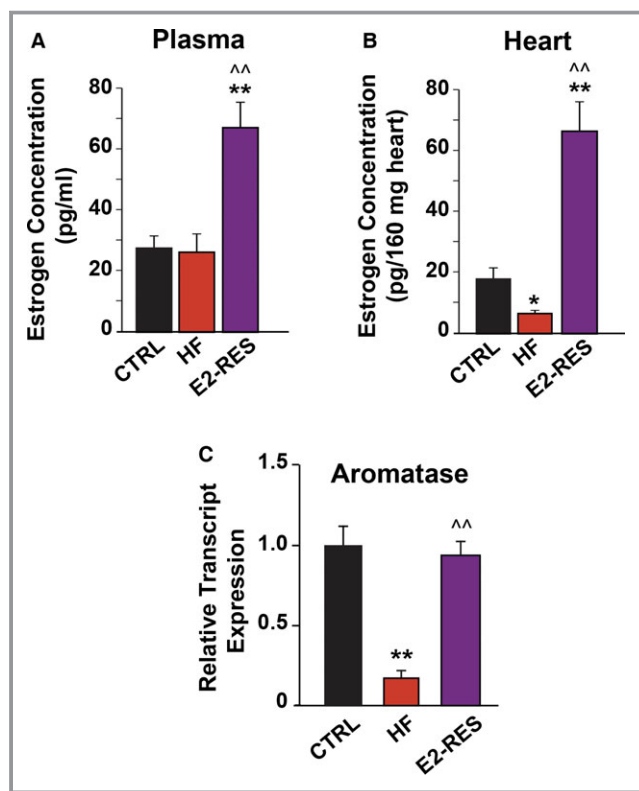 A
Plasma
Estrogen Concentration
(pg/ml)
80
60
40
20
0
^^
**
CTRL
HF
E2-RES
B
Heart
Estrogen Concentration
(pg/160 mg heart)
80
60
40
20
0
*
^^
**
CTRL
HF
E2-RES
C
Aromatase
Relative Transcript
Expression
1.5
1.0
0.5
0
**
^^
CTRL
HF
E2-RES